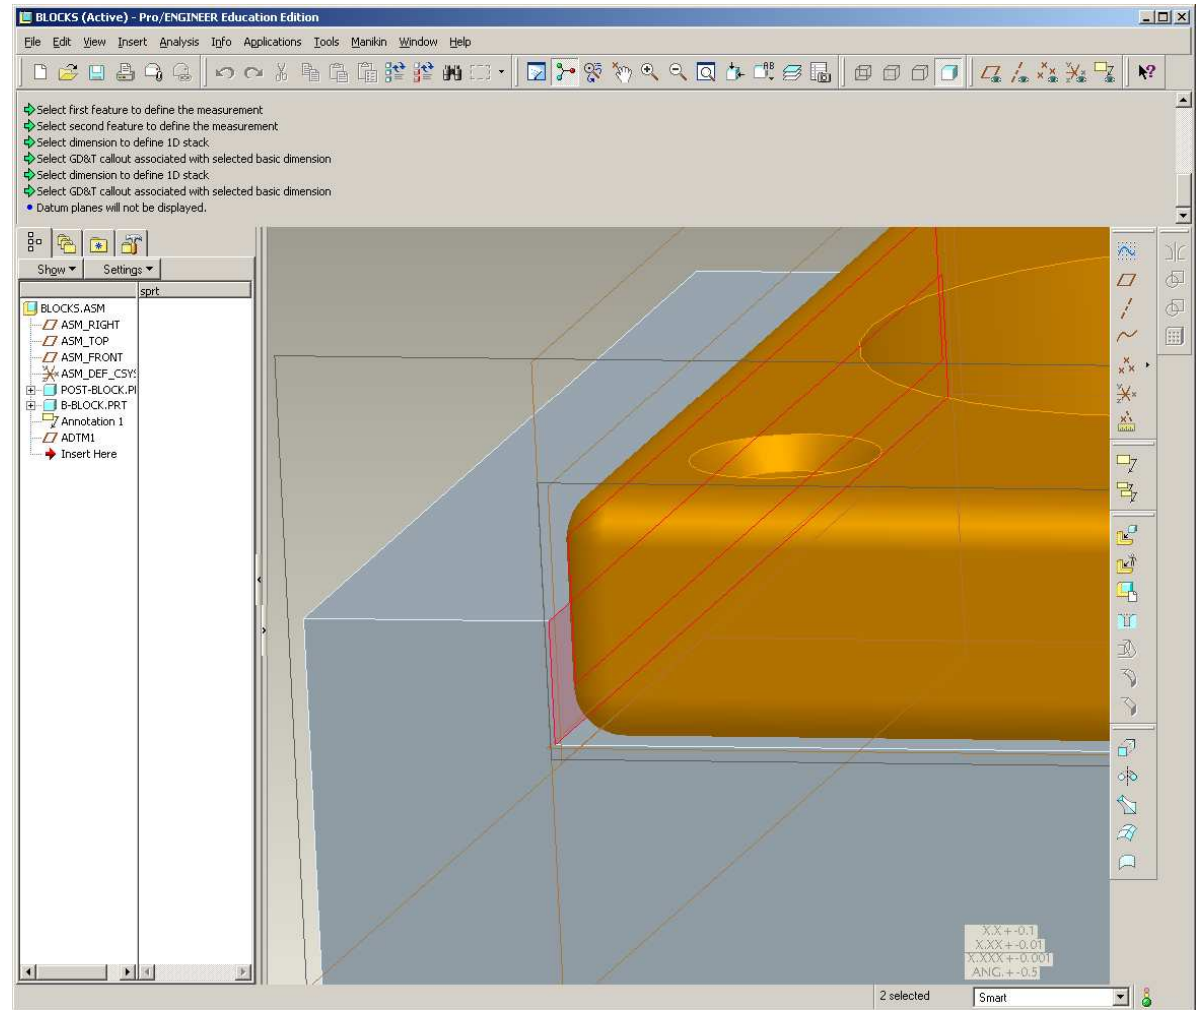 BLOCKS (Active) - Pro/ENGINEER Education Edition
File Edit View Insert Analysis Info Applications Tools Manikin Window Help
Select first feature to define the measurement
Select second feature to define the measurement
Select dimension to define 1D stack
Select GD&T callout associated with selected basic dimension
Select dimension to define 1D stack
Select GD&T callout associated with selected basic dimension
• Datum planes will not be displayed.
Show Settings
sprt
BLOCKS.ASM
ASM_RIGHT
ASM_TOP
ASM_FRONT
ASM_DEF_CSYS
POST-BLOCK.P
B-BLOCK.PRT
Annotation 1
ADTM1
Insert Here
X.X+-0.1
X.XX+-0.01
X.XXX+-0.001
ANG.+-0.5
2 selected Smart